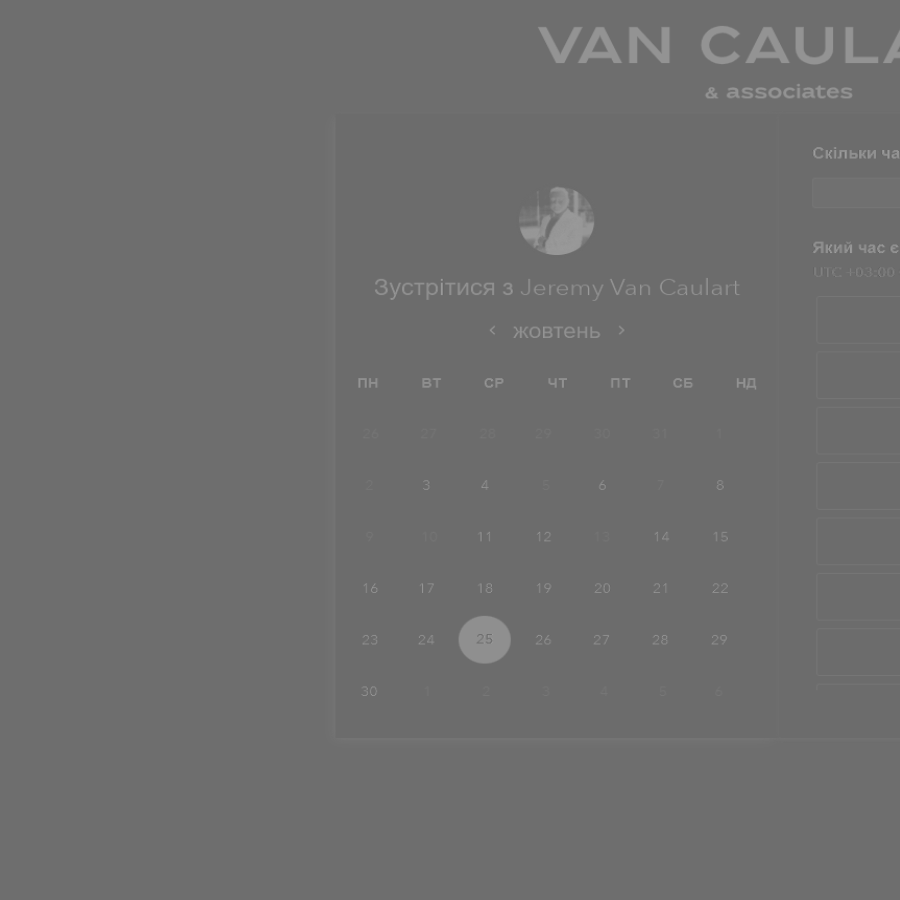 VAN CAULA
& associates
Скільки ча
Який час є
UTC +03:00
Зустрітися з Jeremy Van Caulart
‹ жовтень ›
ПН ВТ СР ЧТ ПТ СБ НД
26 27 28 29 30 31 1
2 3 4 5 6 7 8
9 10 11 12 13 14 15
16 17 18 19 20 21 22
23 24 25 26 27 28 29
30 1 2 3 4 5 6